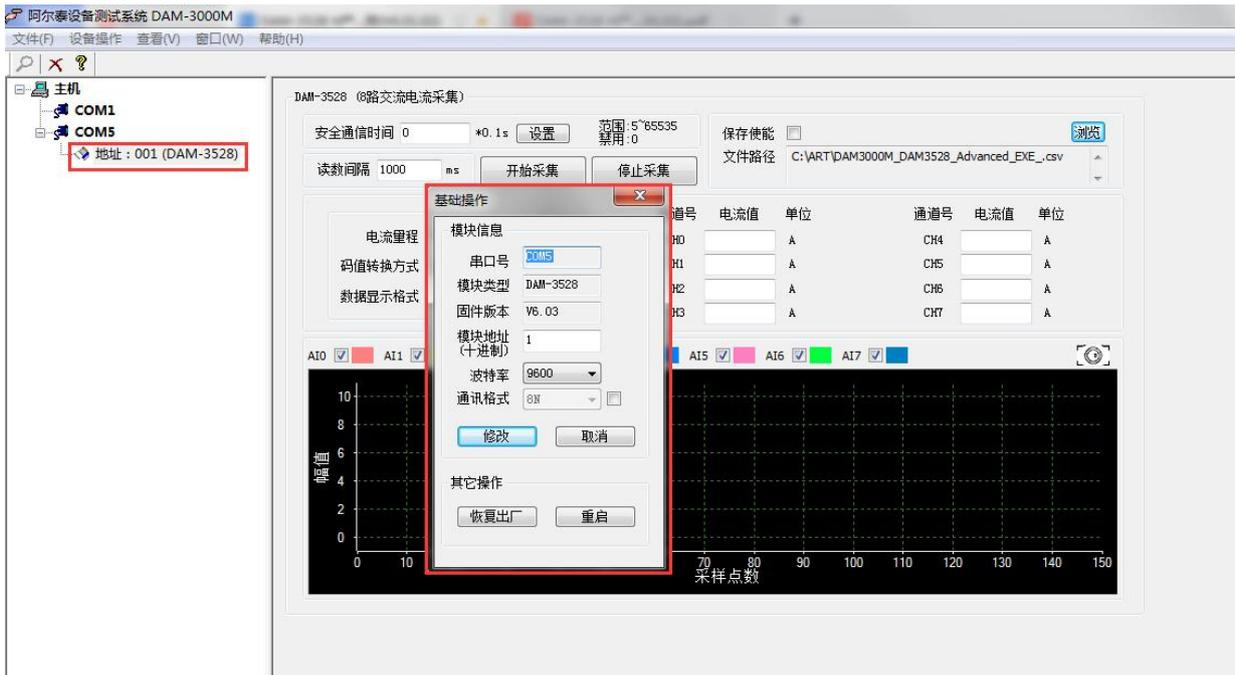 阿尔泰设备测试系统 DAM-3000M
文件(F) 设备操作 查看(V) 窗口(W) 帮助(H)
主机
COM1
COM5
地址：001 (DAM-3528)
DAM-3528 (8路交流电流采集)
安全通信时间 0 *0.1s 设置 范围:5~65535
禁用:0
保存使能 浏览
文件路径 C:\ART\DAM3000M_DAM3528_Advanced_EXE_.csv
读数间隔 1000 ms 开始采集 停止采集
电流量程
码值转换方式
数据显示格式
道号 电流值 单位 通道号 电流值 单位
H0 A CH4 A
H1 A CH5 A
H2 A CH6 A
H3 A CH7 A
基础操作
模块信息
串口号 COM5
模块类型 DAM-3528
固件版本 V6.03
模块地址
(十进制) 1
波特率 9600
通讯格式 8N
修改 取消
其它操作
恢复出厂 重启
AI0 AI1 AI5 AI6 AI7
幅值
10
8
6
4
2
0
0 10 70 80 90 100 110 120 130 140 150
采样点数